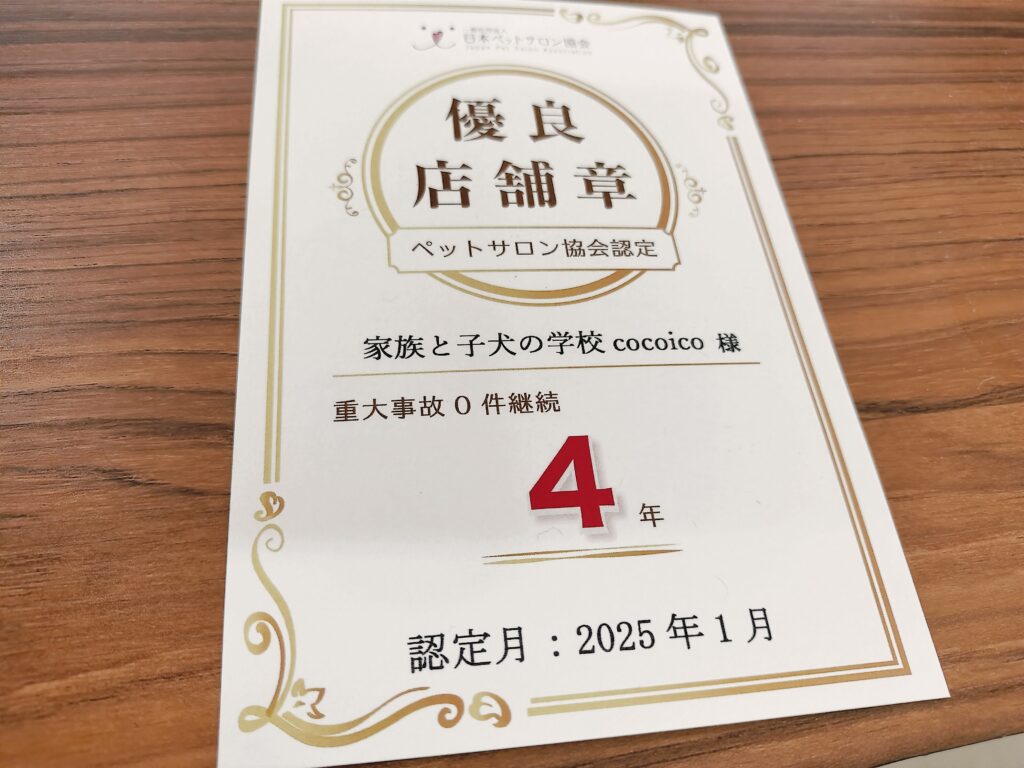 日本ペットサロン協会
優良
店舗章
ペットサロン協会認定
家族と子犬の学校 cocoico 様
重大事故 0 件継続
4 年
認定月：2025 年 1 月